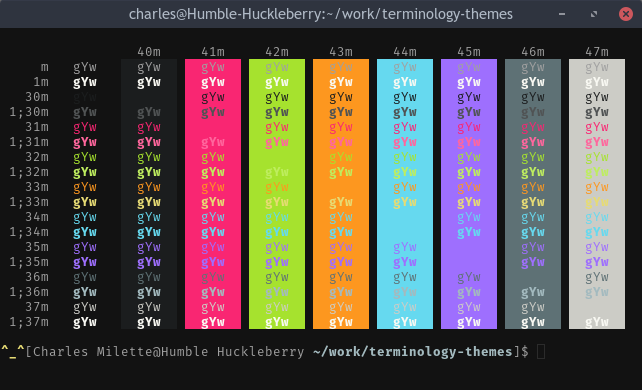 charles@Humble-Huckleberry:~/work/terminology-themes
40m 41m 42m 43m 44m 45m 46m 47m
m gYw gYw gYw gYw gYw gYw gYw gYw gYw
1m gYw gYw gYw gYw gYw gYw gYw gYw gYw
30m gYw gYw gYw gYw gYw gYw gYw gYw
1;30m gYw gYw gYw gYw gYw gYw gYw gYw gYw
31m gYw gYw gYw gYw gYw gYw gYw gYw
1;31m gYw gYw gYw gYw gYw gYw gYw gYw gYw
32m gYw gYw gYw gYw gYw gYw gYw gYw
1;32m gYw gYw gYw gYw gYw gYw gYw gYw gYw
33m gYw gYw gYw gYw gYw gYw gYw gYw
1;33m gYw gYw gYw gYw gYw gYw gYw gYw gYw
34m gYw gYw gYw gYw gYw gYw gYw gYw
1;34m gYw gYw gYw gYw gYw gYw gYw gYw
35m gYw gYw gYw gYw gYw gYw gYw gYw
1;35m gYw gYw gYw gYw gYw gYw gYw gYw
36m gYw gYw gYw gYw gYw gYw gYw gYw
1;36m gYw gYw gYw gYw gYw gYw gYw gYw gYw
37m gYw gYw gYw gYw gYw gYw gYw gYw
1;37m gYw gYw gYw gYw gYw gYw gYw gYw gYw
^_^[Charles Milette@Humble Huckleberry ~/work/terminology-themes]$